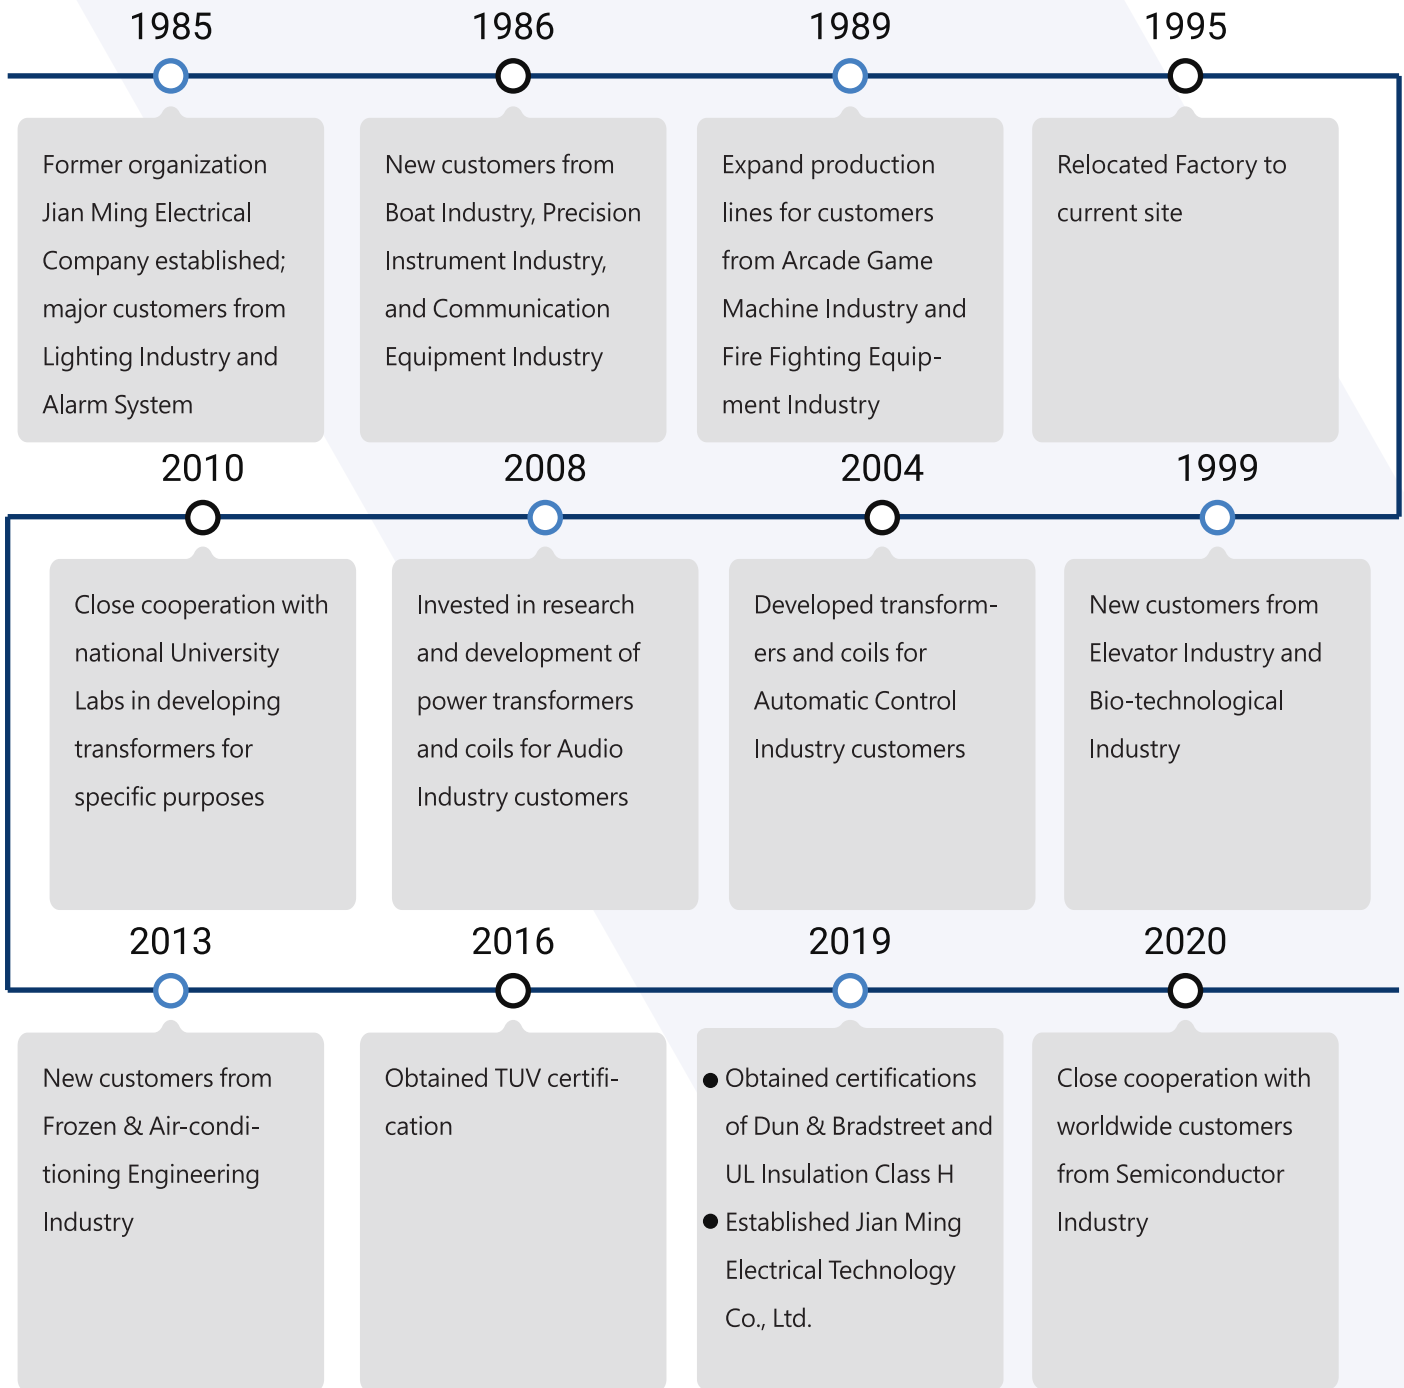 1985
Former organization
Jian Ming Electrical
Company established;
major customers from
Lighting Industry and
Alarm System
1986
New customers from
Boat Industry, Precision
Instrument Industry,
and Communication
Equipment Industry
1989
Expand production
lines for customers
from Arcade Game
Machine Industry and
Fire Fighting Equip-
ment Industry
1995
Relocated Factory to
current site
1999
New customers from
Elevator Industry and
Bio-technological
Industry
2004
Developed transform-
ers and coils for
Automatic Control
Industry customers
2008
Invested in research
and development of
power transformers
and coils for Audio
Industry customers
2010
Close cooperation with
national University
Labs in developing
transformers for
specific purposes
2013
New customers from
Frozen & Air-condi-
tioning Engineering
Industry
2016
Obtained TUV certifi-
cation
2019
● Obtained certifications
of Dun & Bradstreet and
UL Insulation Class H
● Established Jian Ming
Electrical Technology
Co., Ltd.
2020
Close cooperation with
worldwide customers
from Semiconductor
Industry